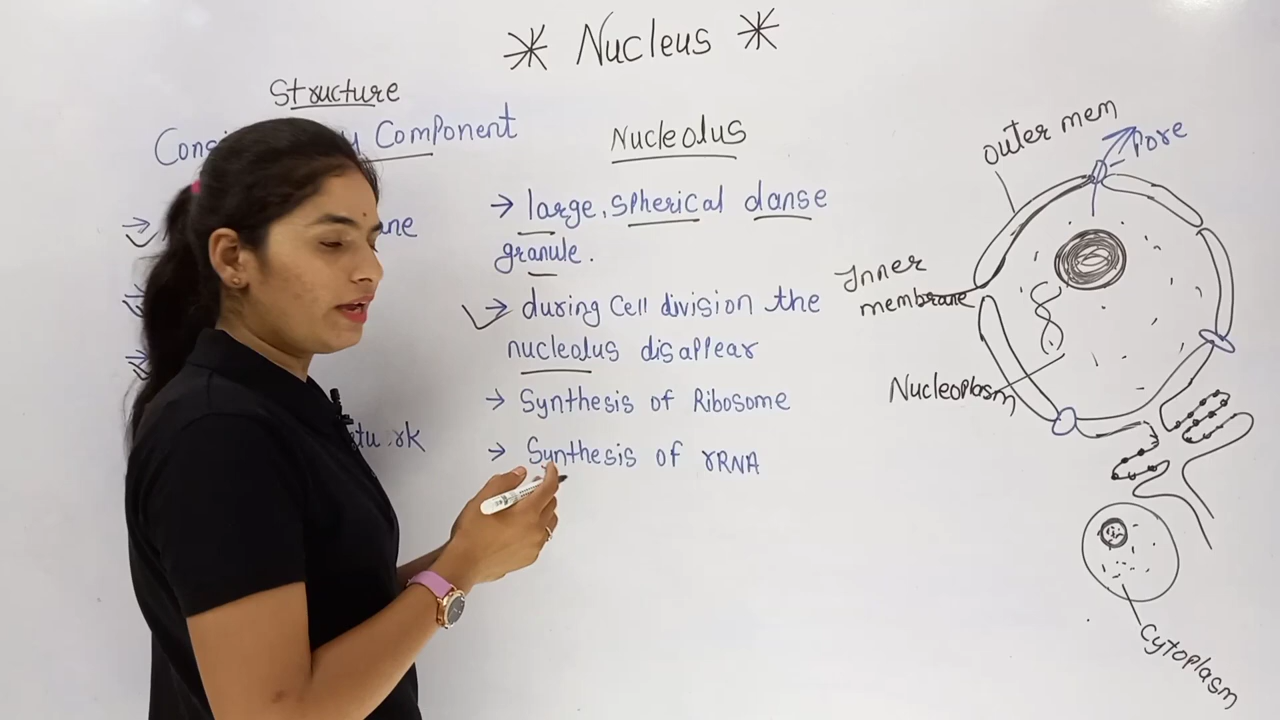 * Nucleus *
Structure
Component
Nucleolus
→ large, spherical danse
granule.
→ during Cell division the
nucleolus disappear
→ Synthesis of Ribosome
→ Synthesis of rRNA
outer mem
Pore
Inner
membrane
Nucleoplasm
Cytoplasm